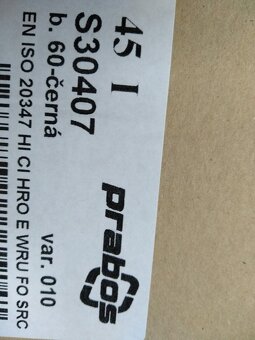 45 I
S30407
b. 60-černá
var. 010
EN ISO 20347 HI CI HRO E WRU FO SRC
prabos